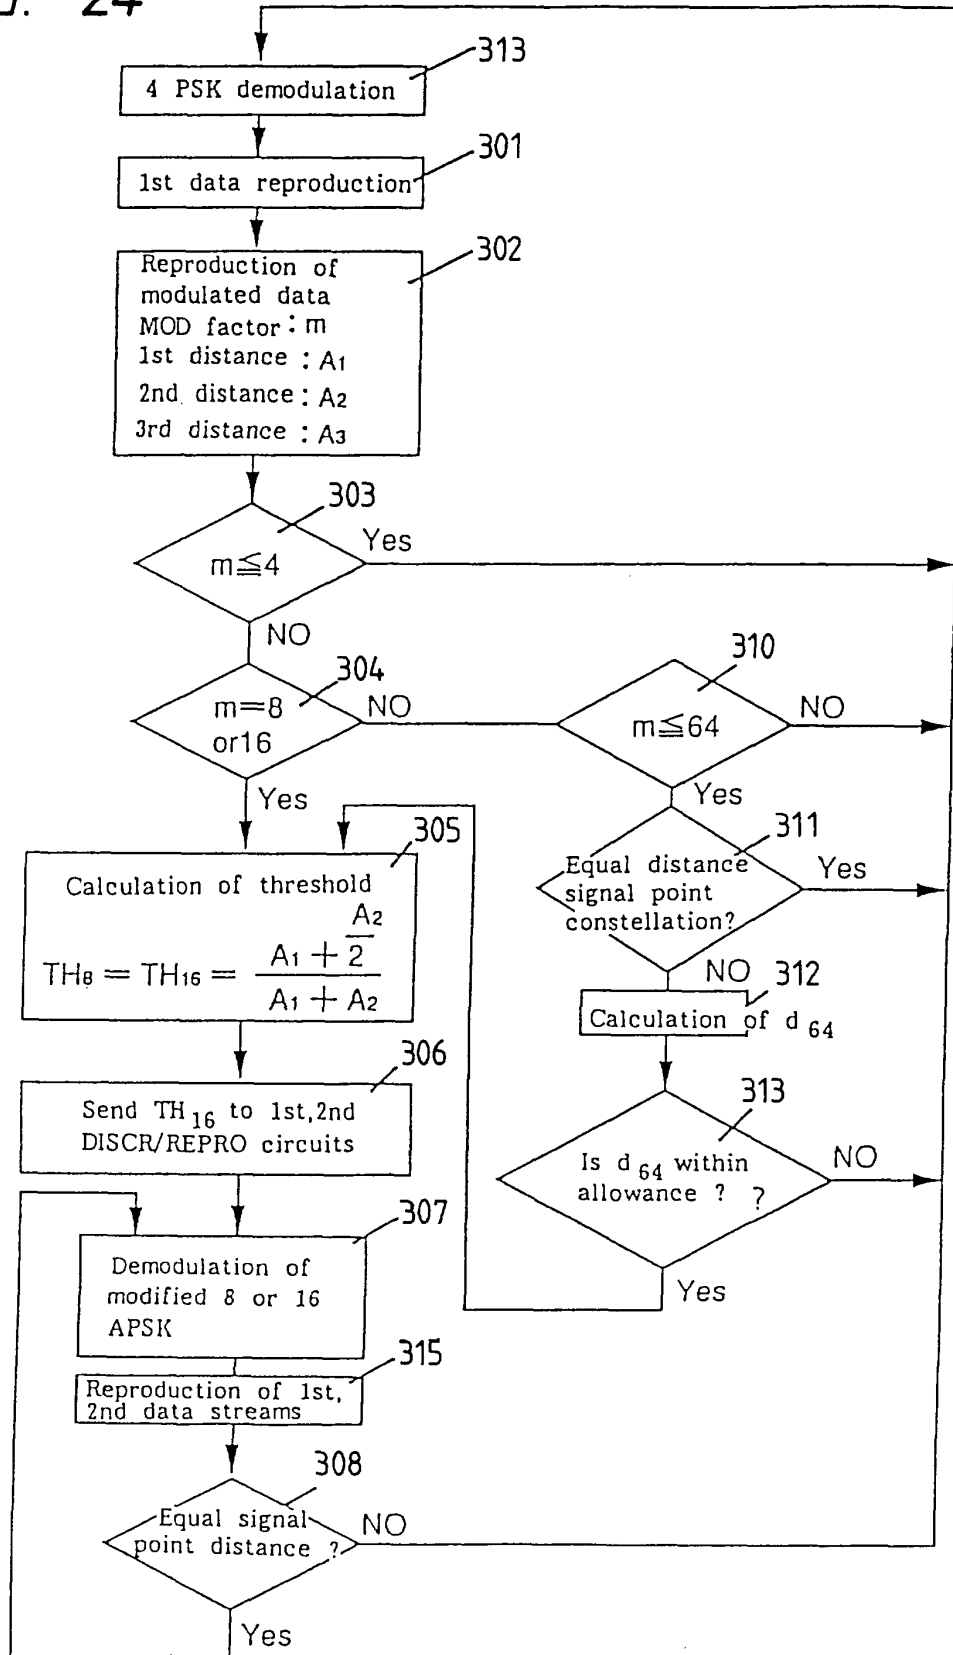 24
313
4 PSK demodulation
301
1st data reproduction
302
Reproduction of
modulated data
MOD factor : m
1st distance : A1
2nd distance : A2
3rd distance : A3
303
m≦4
Yes
NO
304
m=8
or16
NO
Yes
310
m≦64
NO
Yes
305
Calculation of threshold
TH8 = TH16 = (A1 + A2/2) / (A1 + A2)
311
Equal distance
signal point
constellation?
Yes
NO
312
Calculation of d 64
306
Send TH16 to 1st,2nd
DISCR/REPRO circuits
313
Is d 64 within
allowance ? ?
NO
Yes
307
Demodulation of
modified 8 or 16
APSK
315
Reproduction of 1st,
2nd data streams
308
Equal signal
point distance ?
NO
Yes